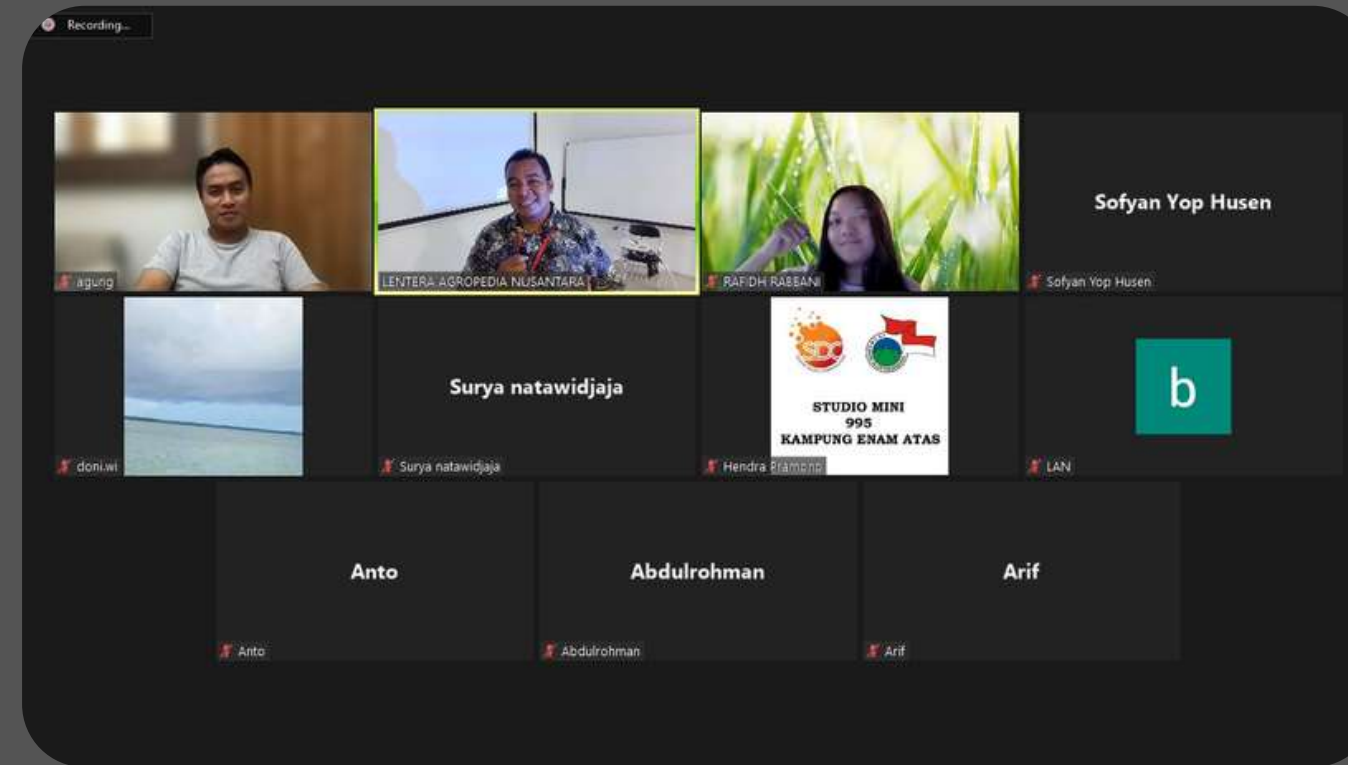 Recording...
agung
LENTERA AGROPEDIA NUSANTARA
RAFIDH RABBANI
Sofyan Yop Husen
Sofyan Yop Husen
doni.wi
Surya natawidjaja
Surya natawidjaja
SDC
STUDIO MINI
995
KAMPUNG ENAM ATAS
Hendra Pramono
b
LAN
Anto
Anto
Abdulrohman
Abdulrohman
Arif
Arif